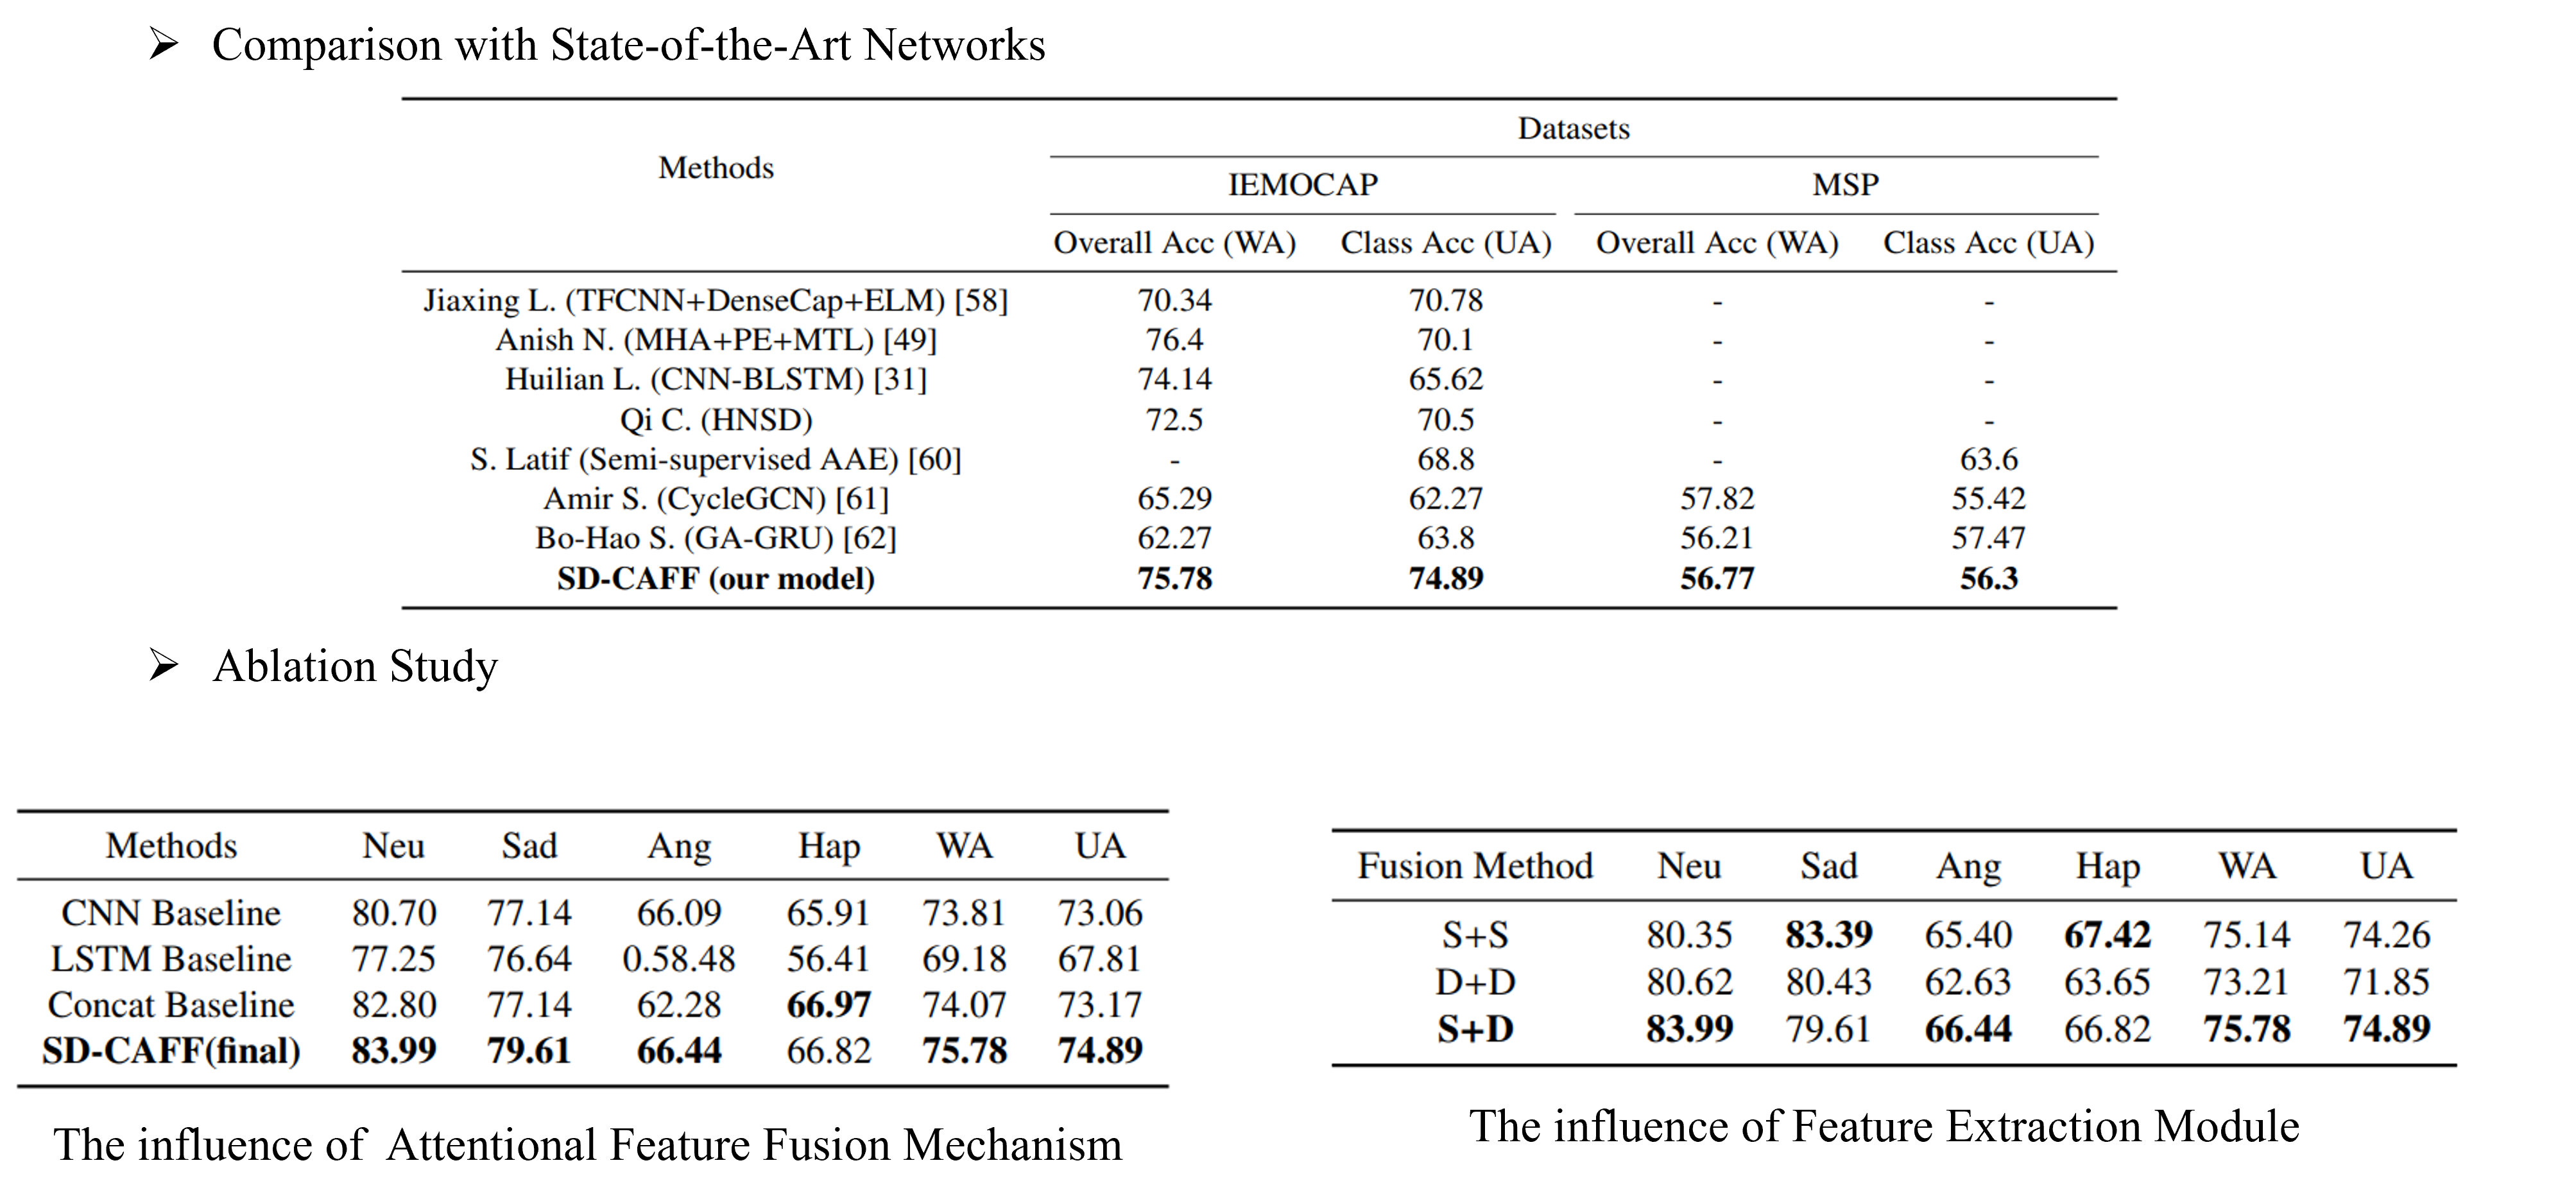 ➢ Comparison with State-of-the-Art Networks
Datasets
Methods
IEMOCAP MSP
Overall Acc (WA) Class Acc (UA) Overall Acc (WA) Class Acc (UA)
Jiaxing L. (TFCNN+DenseCap+ELM) [58] 70.34 70.78 - -
Anish N. (MHA+PE+MTL) [49] 76.4 70.1 - -
Huilian L. (CNN-BLSTM) [31] 74.14 65.62 - -
Qi C. (HNSD) 72.5 70.5 - -
S. Latif (Semi-supervised AAE) [60] - 68.8 - 63.6
Amir S. (CycleGCN) [61] 65.29 62.27 57.82 55.42
Bo-Hao S. (GA-GRU) [62] 62.27 63.8 56.21 57.47
SD-CAFF (our model) 75.78 74.89 56.77 56.3
➢ Ablation Study
Methods Neu Sad Ang Hap WA UA
CNN Baseline 80.70 77.14 66.09 65.91 73.81 73.06
LSTM Baseline 77.25 76.64 0.58.48 56.41 69.18 67.81
Concat Baseline 82.80 77.14 62.28 66.97 74.07 73.17
SD-CAFF(final) 83.99 79.61 66.44 66.82 75.78 74.89
The influence of Attentional Feature Fusion Mechanism
Fusion Method Neu Sad Ang Hap WA UA
S+S 80.35 83.39 65.40 67.42 75.14 74.26
D+D 80.62 80.43 62.63 63.65 73.21 71.85
S+D 83.99 79.61 66.44 66.82 75.78 74.89
The influence of Feature Extraction Module